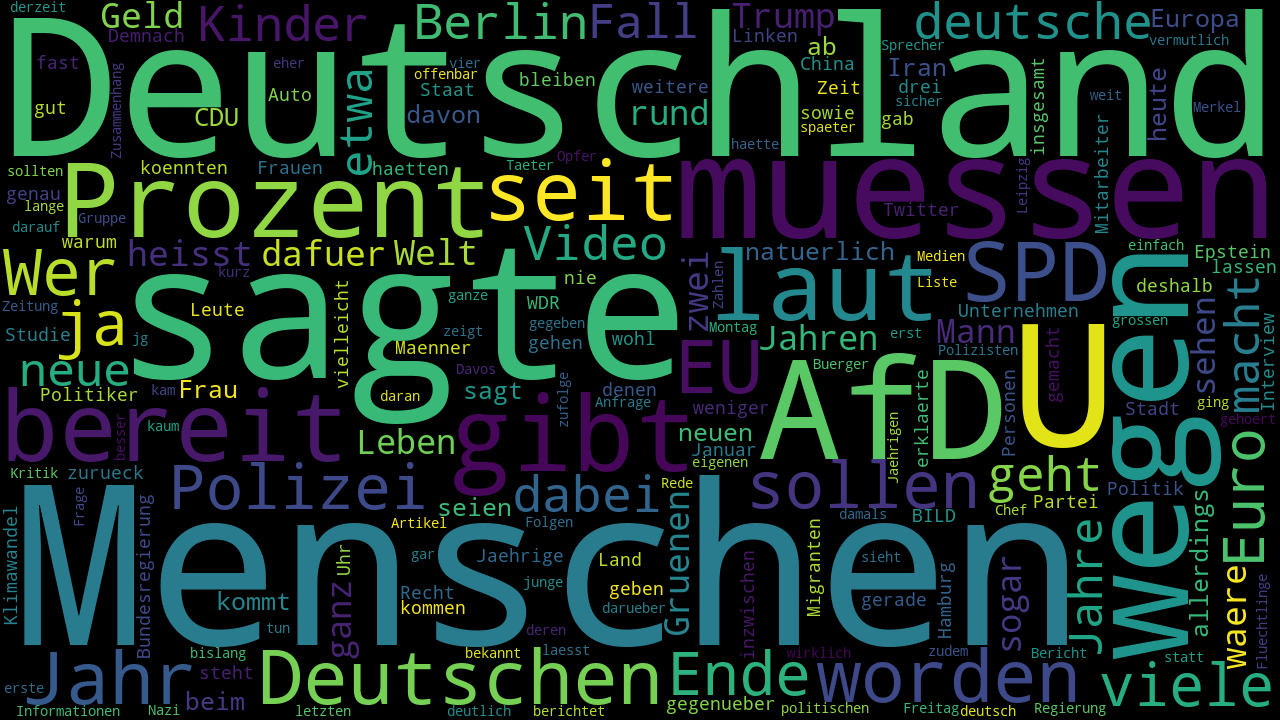 derzeit
Geld
Kinder
Berlin
Fall
Trump
deutsche
Europa
Demnach
Linken
ab
Sprecher
vermutlich
Deutschland
fast
Zusammenhang
eher
etwa
vier
offenbar
Staat
bleiben
weitere
China
Iran
Zeit
drei
sicher
insgesamt
weit
heute
Merkel
gut
CDU
Auto
davon
rund
sowie
spaeter
gab
Mitarbeiter
haette
sollten
koennten
Frauen
haetten
Taeter
Opfer
muessen
Leipzig
genau
lange
Prozent
seit
Twitter
darauf
Gruppe
warum
heisst
dafuer
Welt
Video
zwei
natuerlich
Medien
SPD
einfach
Epstein
Wer
kurz
sagte
nie
Zahlen
laut
Liste
Wegen
lassen
deshalb
Zeitung
Leute
vielleicht
ganze
WDR
gegeben
Unternehmen
grossen
sehen
macht
Studie
ja
jg
zeigt
gehen
wohl
Montag
Jahren
erst
Mann
Interview
Maenner
Polizisten
neue
Davos
EU
Buerger
AfD
U
gemacht
Politiker
kam
Frau
daran
sagt
zufolge
denen
Anfrage
weniger
erklaerte
Personen
Stadt
ging
gehoert
bereit
besser
kaum
Leben
gibt
neuen
Januar
eigenen
Jaehrigen
Euro
Kritik
zurueck
Polizei
dabei
Rede
sollen
geht
Partei
Politik
Menschen
Frage
Bundesregierung
seien
Folgen
Gruenen
damals
BILD
Chef
allerdings
Klimawandel
Artikel
Uhr
gar
Jaehrige
Land
Migranten
sieht
Jahre
kommt
ganz
Recht
junge
geben
inzwischen
gerade
Hamburg
sogar
waere
Fluechtlinge
kommen
darueber
tun
deren
bislang
bekannt
laesst
wirklich
zudem
Bericht
statt
erste
Jahr
steht
beim
Deutschen
Ende
worden
viele
Informationen
Nazi
letzten
deutlich
berichtet
gegenueber
politischen
Freitag
deutsch
Regierung